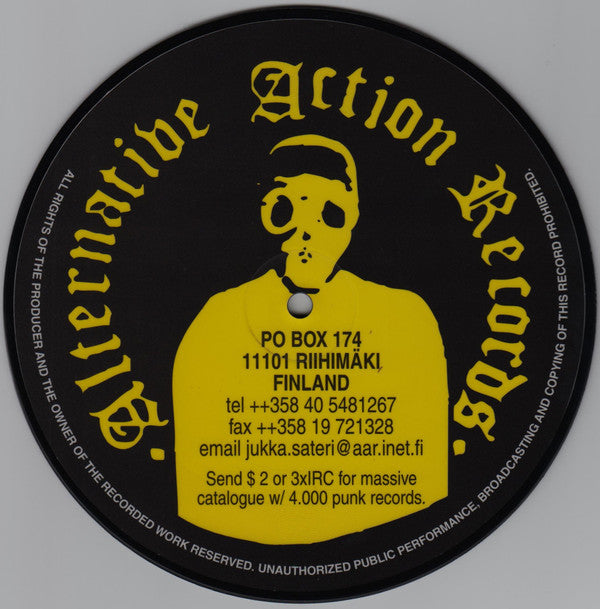 Alternative Action Records.
PO BOX 174
11101 RIIHIMÄKI
FINLAND
tel ++358 40 5481267
fax ++358 19 721328
email jukka.sateri@aar.inet.fi
Send $ 2 or 3xIRC for massive
catalogue w/ 4.000 punk records.
ALL RIGHTS OF THE PRODUCER AND THE OWNER OF THE RECORDED WORK RESERVED. UNAUTHORIZED PUBLIC PERFORMANCE, BROADCASTING AND COPYING OF THIS RECORD PROHIBITED.